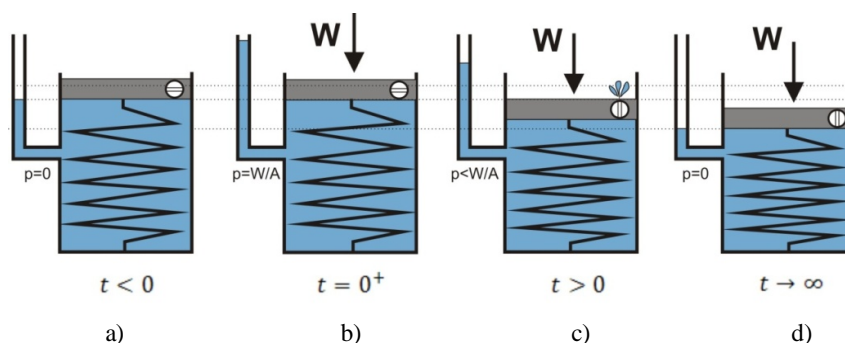 W
W
W
p=0
p=W/A
p<W/A
p=0
t < 0
t = 0⁺
t > 0
t → ∞
a)
b)
c)
d)